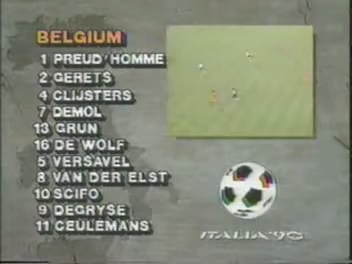 BELGIUM
1 PREUD'HOMME
2 GERETS
4 CLIJSTERS
7 DEMOL
13 GRUN
16 DE WOLF
5 VERSAVEL
8 VAN DER ELST
10 SCIFO
9 DEGRYSE
11 CEULEMANS
ITALIA'90